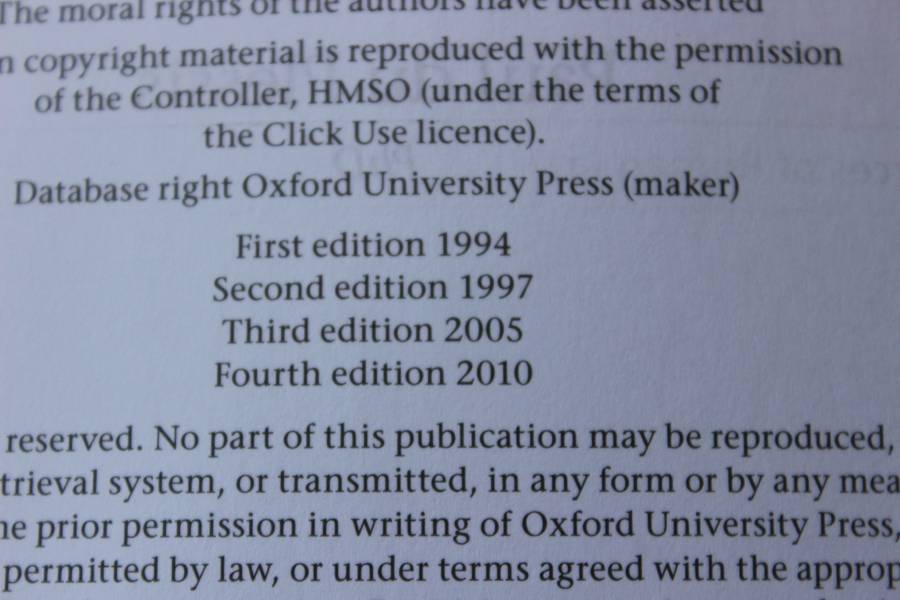 The moral rights of the authors have been asserted
n copyright material is reproduced with the permission
of the Controller, HMSO (under the terms of
the Click Use licence).
Database right Oxford University Press (maker)
First edition 1994
Second edition 1997
Third edition 2005
Fourth edition 2010
reserved. No part of this publication may be reproduced,
trieval system, or transmitted, in any form or by any mea
he prior permission in writing of Oxford University Press,
permitted by law, or under terms agreed with the approp